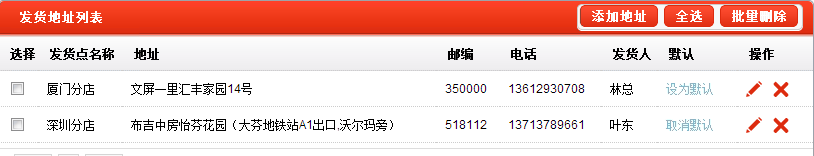 发货地址列表 添加地址 全选 批量删除
选择 发货点名称 地址 邮编 电话 发货人 默认 操作
厦门分店 文屏一里汇丰家园14号 350000 13612930708 林总 设为默认
深圳分店 布吉中房怡芬花园（大芬地铁站A1出口,沃尔玛旁） 518112 13713789661 叶东 取消默认